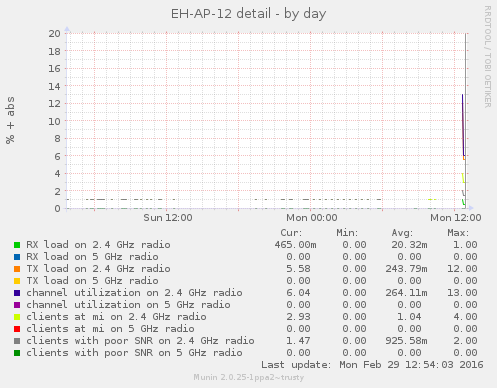 EH-AP-12 detail - by day
RRDTOOL / TOBI OETIKER
% + abs
20
18
16
14
12
10
8
6
4
2
0
Sun 12:00 Mon 00:00 Mon 12:00
Cur: Min: Avg: Max:
RX load on 2.4 GHz radio 465.00m 0.00 20.32m 1.00
RX load on 5 GHz radio 0.00 0.00 0.00 0.00
TX load on 2.4 GHz radio 5.58 0.00 243.79m 12.00
TX load on 5 GHz radio 0.00 0.00 0.00 0.00
channel utilization on 2.4 GHz radio 6.04 0.00 264.11m 13.00
channel utilization on 5 GHz radio 0.00 0.00 0.00 0.00
clients at mi on 2.4 GHz radio 2.93 0.00 1.04 4.00
clients at mi on 5 GHz radio 0.00 0.00 0.00 0.00
clients with poor SNR on 2.4 GHz radio 1.47 0.00 925.58m 2.00
clients with poor SNR on 5 GHz radio 0.00 0.00 0.00 0.00
Last update: Mon Feb 29 12:54:03 2016
Munin 2.0.25-1ppa2~trusty